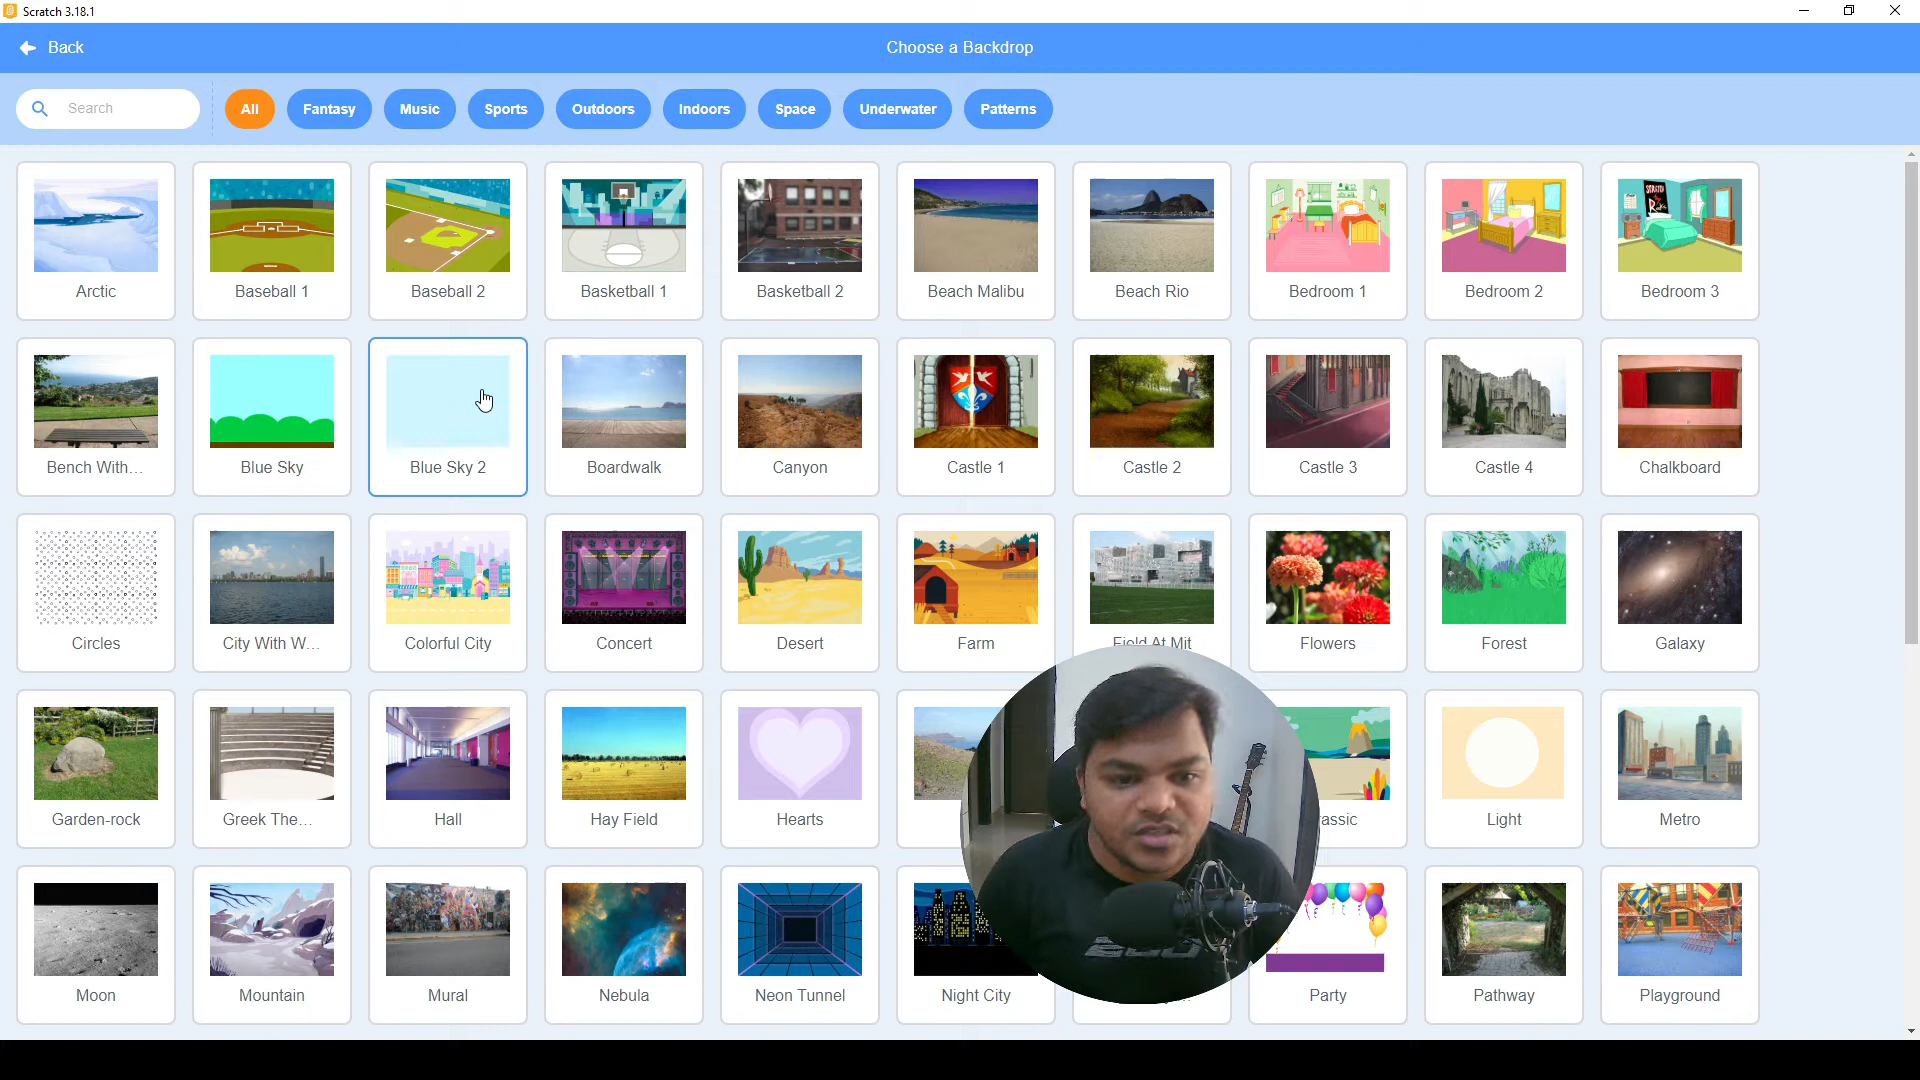 Scratch 3.18.1
Back
Choose a Backdrop
Search
All
Fantasy
Music
Sports
Outdoors
Indoors
Space
Underwater
Patterns
Arctic
Baseball 1
Baseball 2
Basketball 1
Basketball 2
Beach Malibu
Beach Rio
Bedroom 1
Bedroom 2
Bedroom 3
Bench With...
Blue Sky
Blue Sky 2
Boardwalk
Canyon
Castle 1
Castle 2
Castle 3
Castle 4
Chalkboard
Circles
City With W...
Colorful City
Concert
Desert
Farm
Field At Mit
Flowers
Forest
Galaxy
Garden-rock
Greek The...
Hall
Hay Field
Hearts
rassic
Light
Metro
Moon
Mountain
Mural
Nebula
Neon Tunnel
Night City
Party
Pathway
Playground